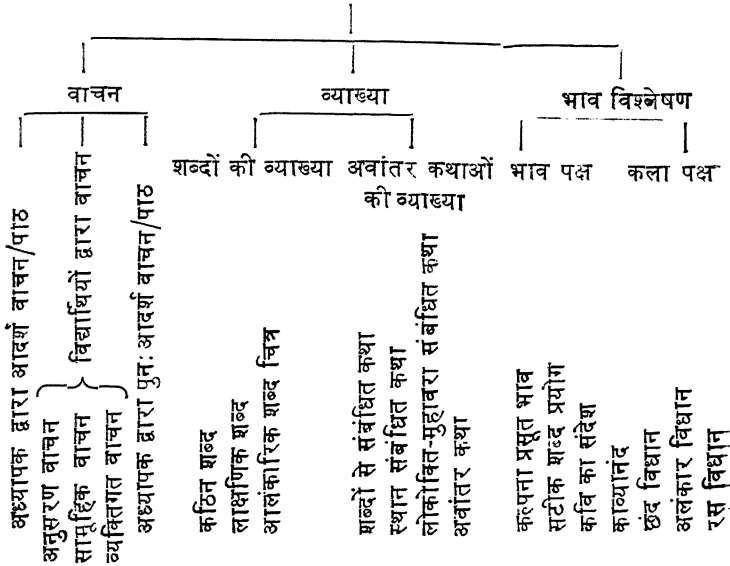 वाचन
व्याख्या
भाव विश्लेषण
शब्दों की व्याख्या
अवांतर कथाओं
की व्याख्या
भाव पक्ष
कला पक्ष
अध्यापक द्वारा आदर्श वाचन/पाठ
अनुसरण वाचन
सामूहिक वाचन
व्यक्तिगत वाचन
विद्यार्थियों द्वारा वाचन
अध्यापक द्वारा पुन: आदर्श वाचन/पाठ
कठिन शब्द
लाक्षणिक शब्द
आलंकारिक शब्द चित्र
शब्दों से संबंधित कथा
स्थान संबंधित कथा
लोकोक्ति-मुहावरा संबंधित कथा
अवांतर कथा
कल्पना प्रसूत भाव
सटीक शब्द प्रयोग
कवि का संदेश
काव्यानंद
छंद विधान
अलंकार विधान
रस विधान